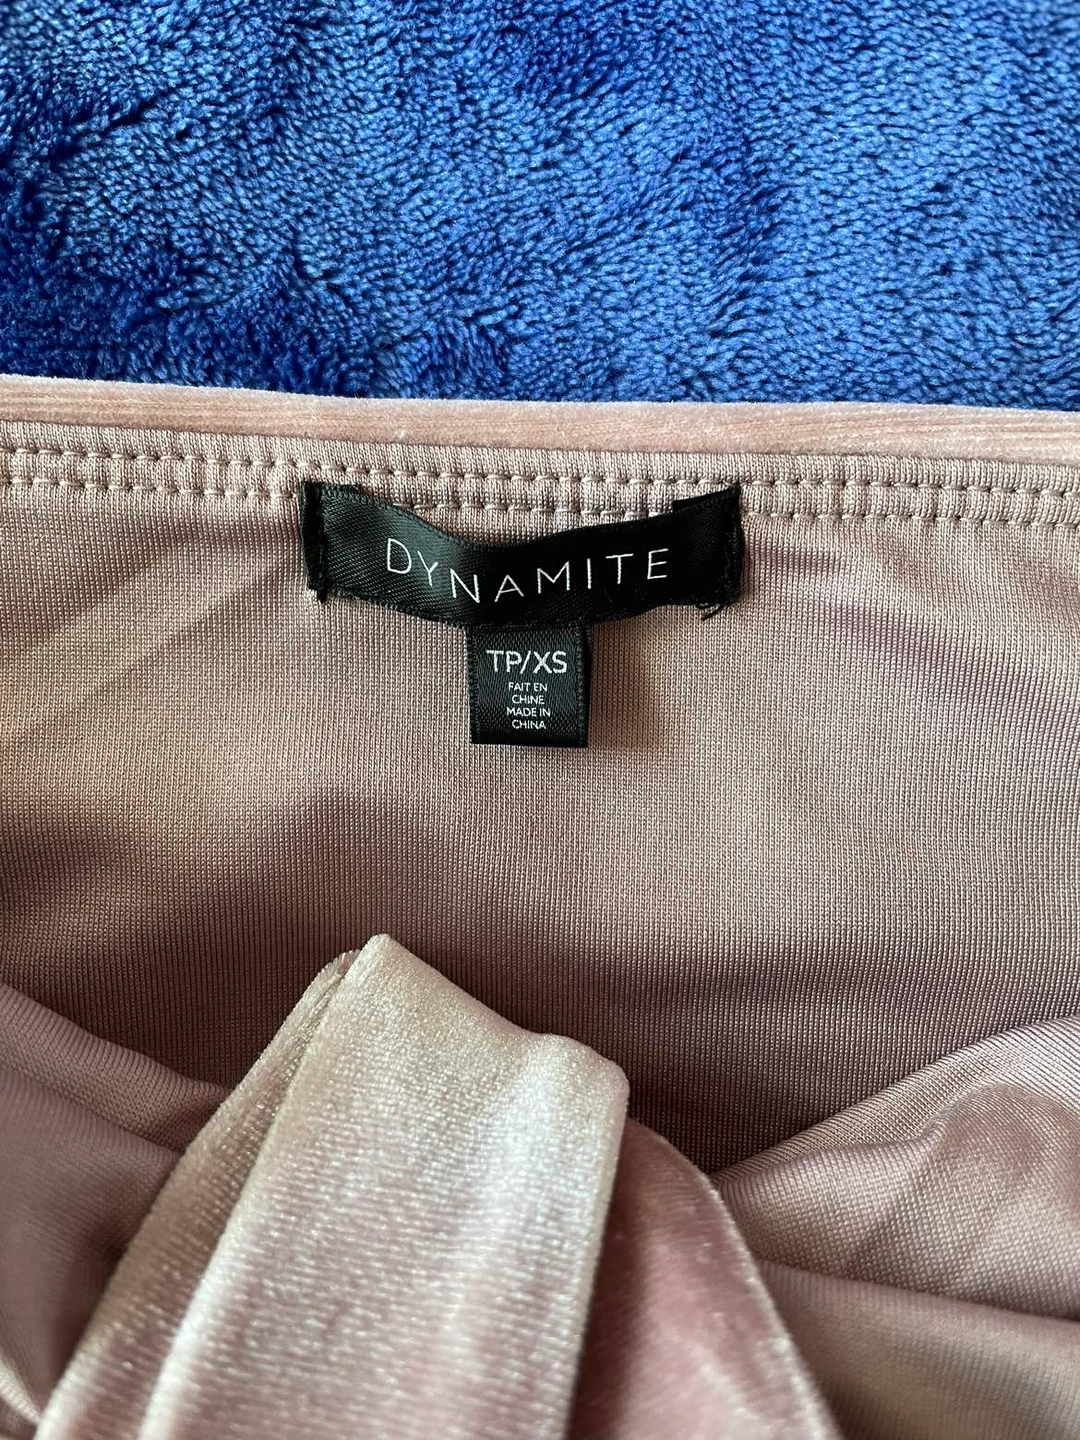 DYNAMITE
TP/XS
FAIT EN
CHINE
MADE IN
CHINA